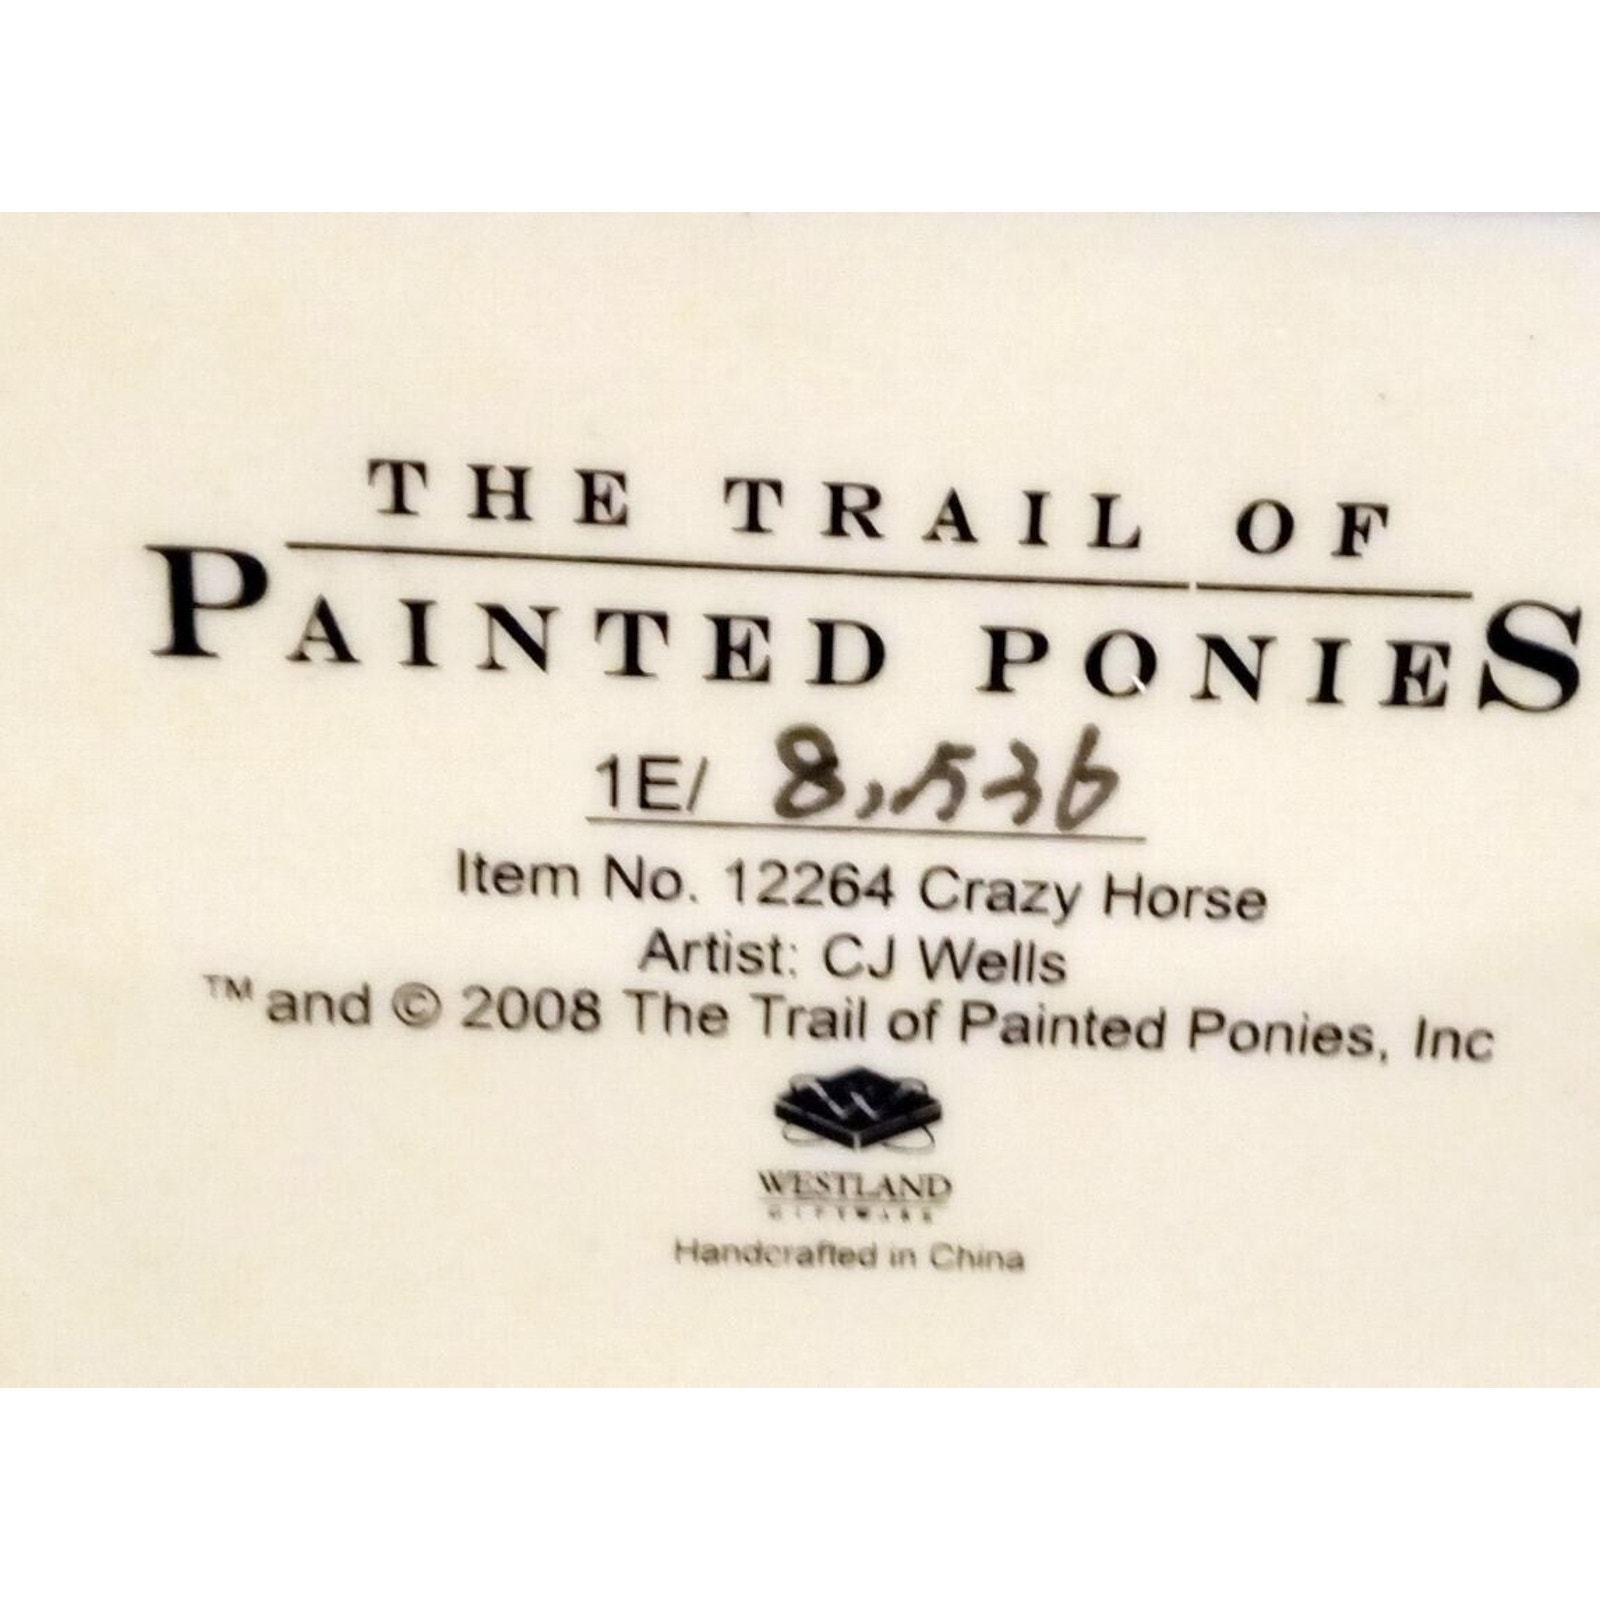 THE TRAIL OF
PAINTED PONIES
1E/ 8,536
Item No. 12264 Crazy Horse
Artist: CJ Wells
™ and © 2008 The Trail of Painted Ponies, Inc
W
WESTLAND
GIFTWARE
Handcrafted in China